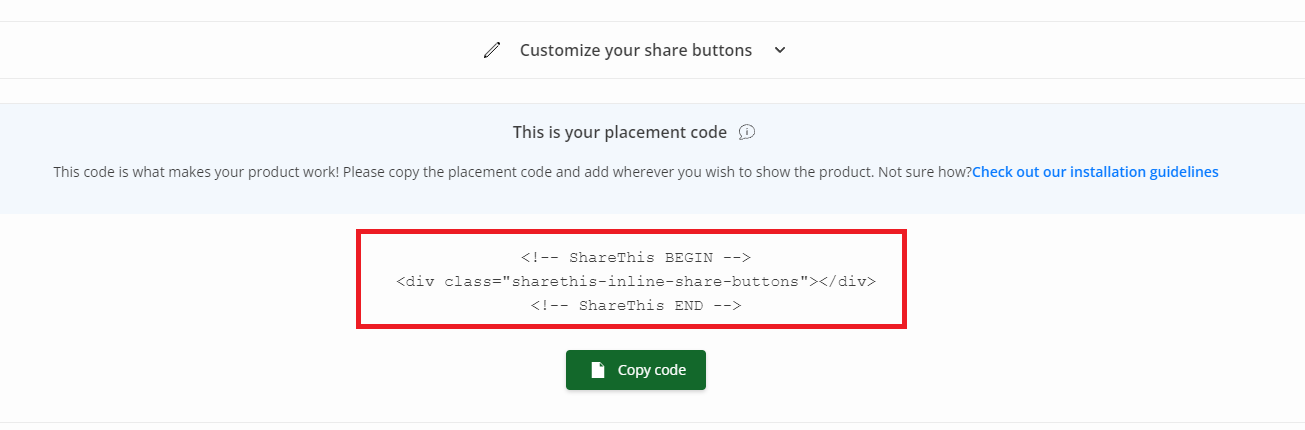 Customize your share buttons
This is your placement code
This code is what makes your product work! Please copy the placement code and add wherever you wish to show the product. Not sure how?Check out our installation guidelines
<!-- ShareThis BEGIN -->
<div class="sharethis-inline-share-buttons"></div>
<!-- ShareThis END -->
Copy code